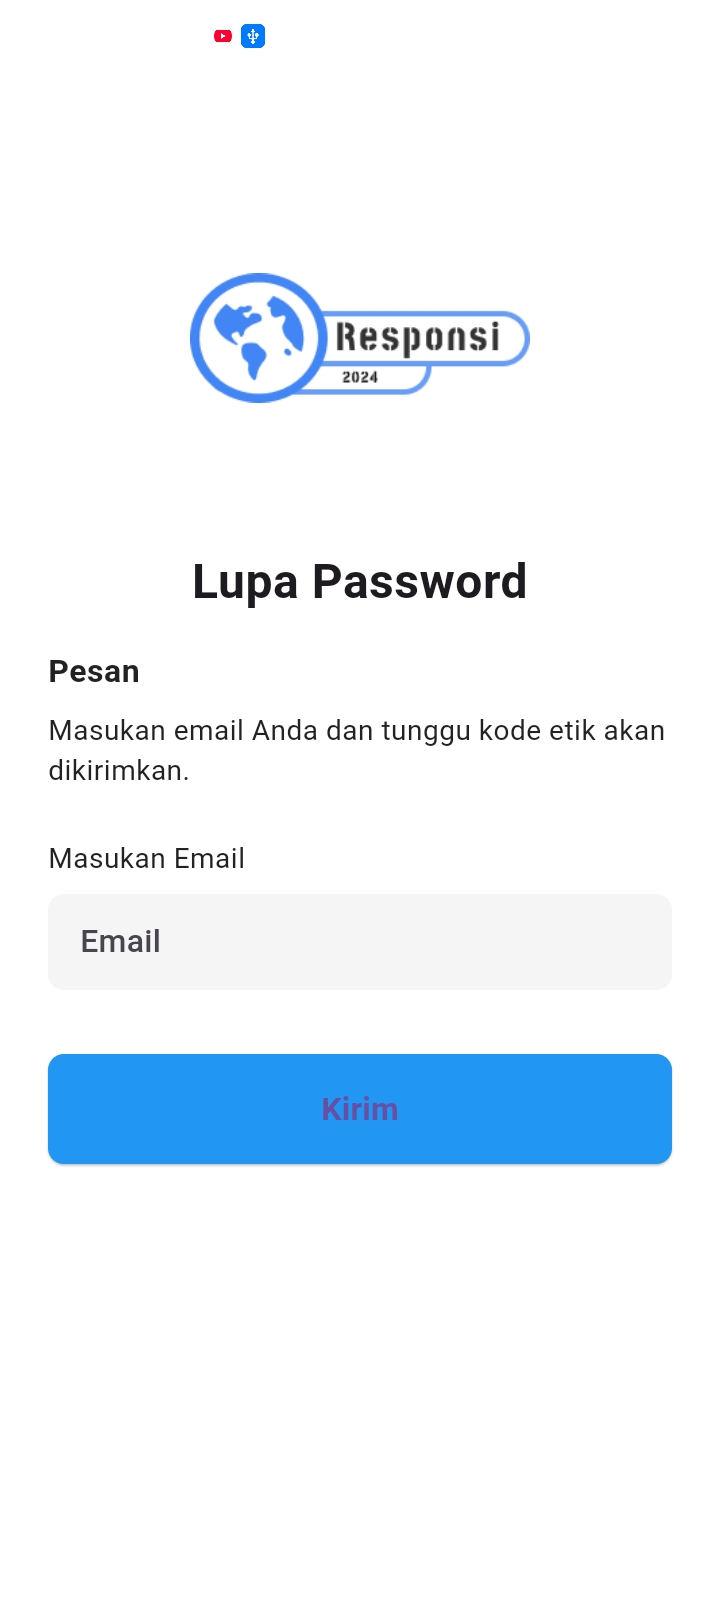 Responsi
2024
Lupa Password
Pesan
Masukan email Anda dan tunggu kode etik akan
dikirimkan.
Masukan Email
Email
Kirim